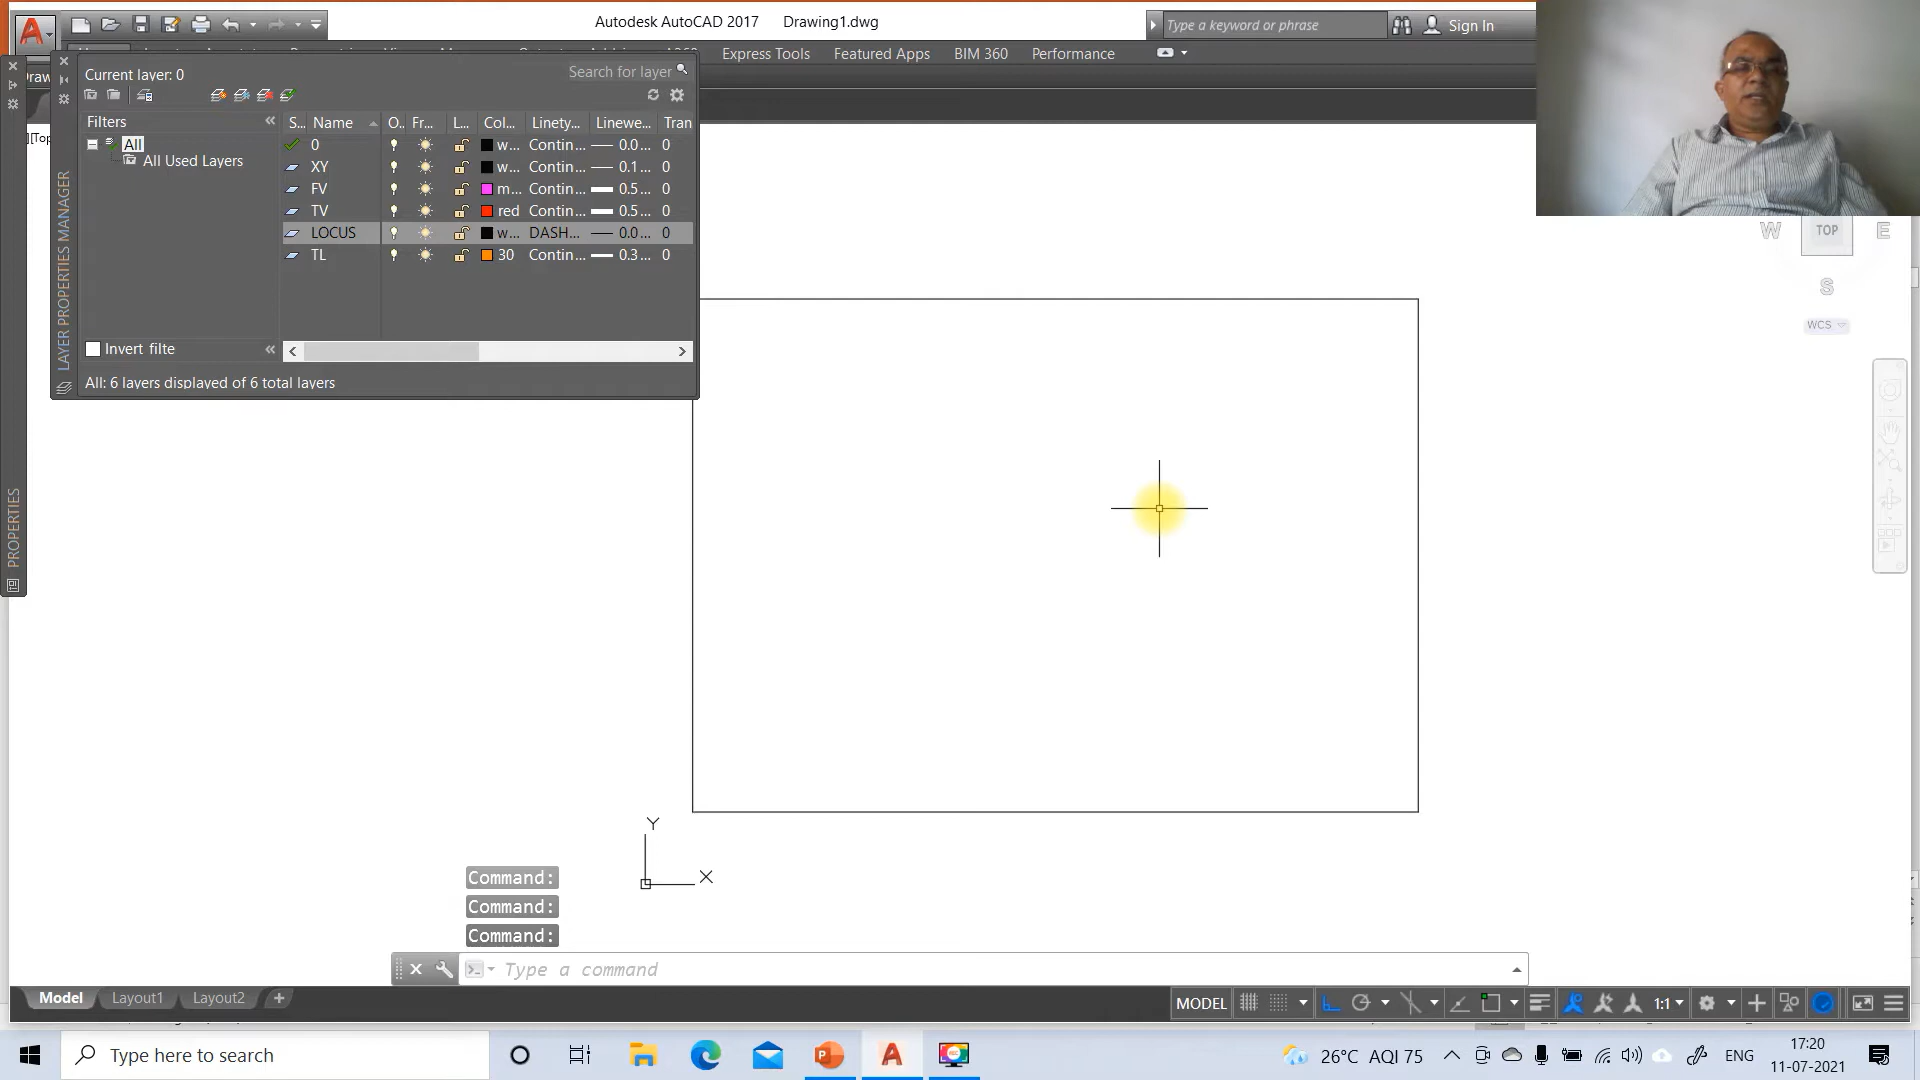 Autodesk AutoCAD 2017 Drawing1.dwg
Type a keyword or phrase
Sign In
Express Tools Featured Apps BIM 360 Performance
Current layer: 0
Search for layer
Filters
All
All Used Layers
Invert filte
S.. Name O.. Fr... L... Col... Linety... Linewe... Tran
0 w... Contin... 0.0... 0
XY w... Contin... 0.1... 0
FV m... Contin... 0.5... 0
TV red Contin... 0.5... 0
LOCUS w... DASH... 0.0... 0
TL 30 Contin... 0.3... 0
All: 6 layers displayed of 6 total layers
LAYER PROPERTIES MANAGER
PROPERTIES
[Top
W TOP E
S
WCS
Y
X
Command:
Command:
Command:
Type a command
Model Layout1 Layout2 +
MODEL 1:1
Type here to search
26°C AQI 75
ENG
17:20
11-07-2021